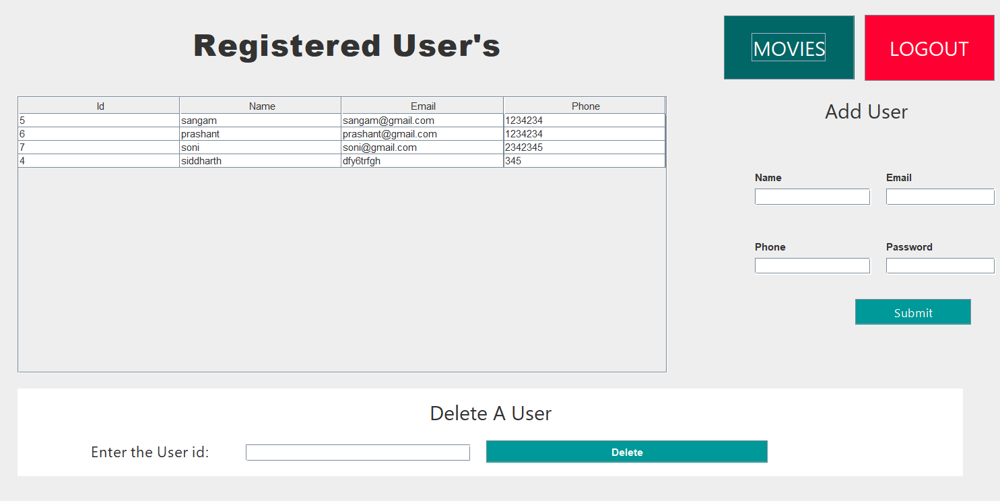 Registered User's
MOVIES
LOGOUT
Id Name Email Phone
5 sangam sangam@gmail.com 1234234
6 prashant prashant@gmail.com 1234234
7 soni soni@gmail.com 2342345
4 siddharth dfy6trfgh 345
Add User
Name Email
Phone Password
Submit
Delete A User
Enter the User id: Delete